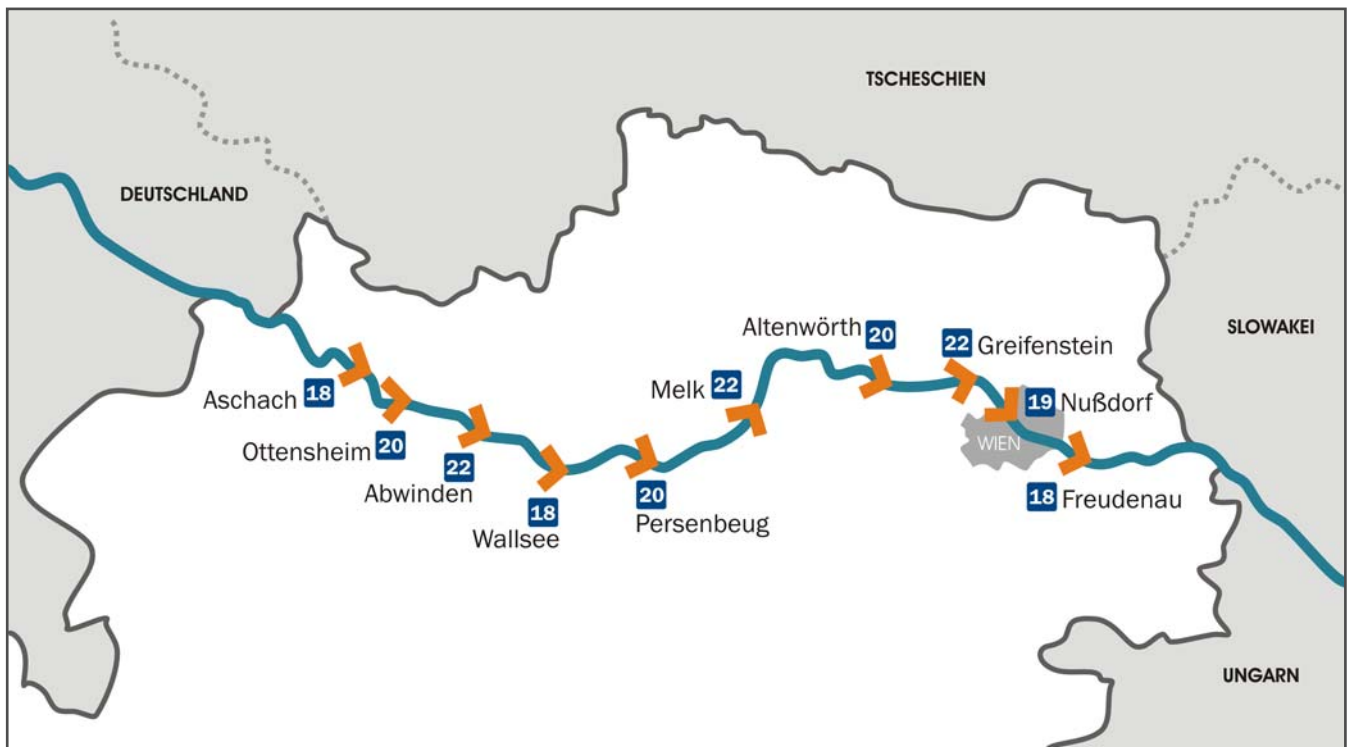 TSCHESCHIEN
DEUTSCHLAND
SLOWAKEI
UNGARN
Aschach 18
Ottensheim 20
22
Abwinden
18
Wallsee
20
Persenbeug
Melk 22
Altenwörth 20
22 Greifenstein
19 Nußdorf
WIEN
18 Freudenau